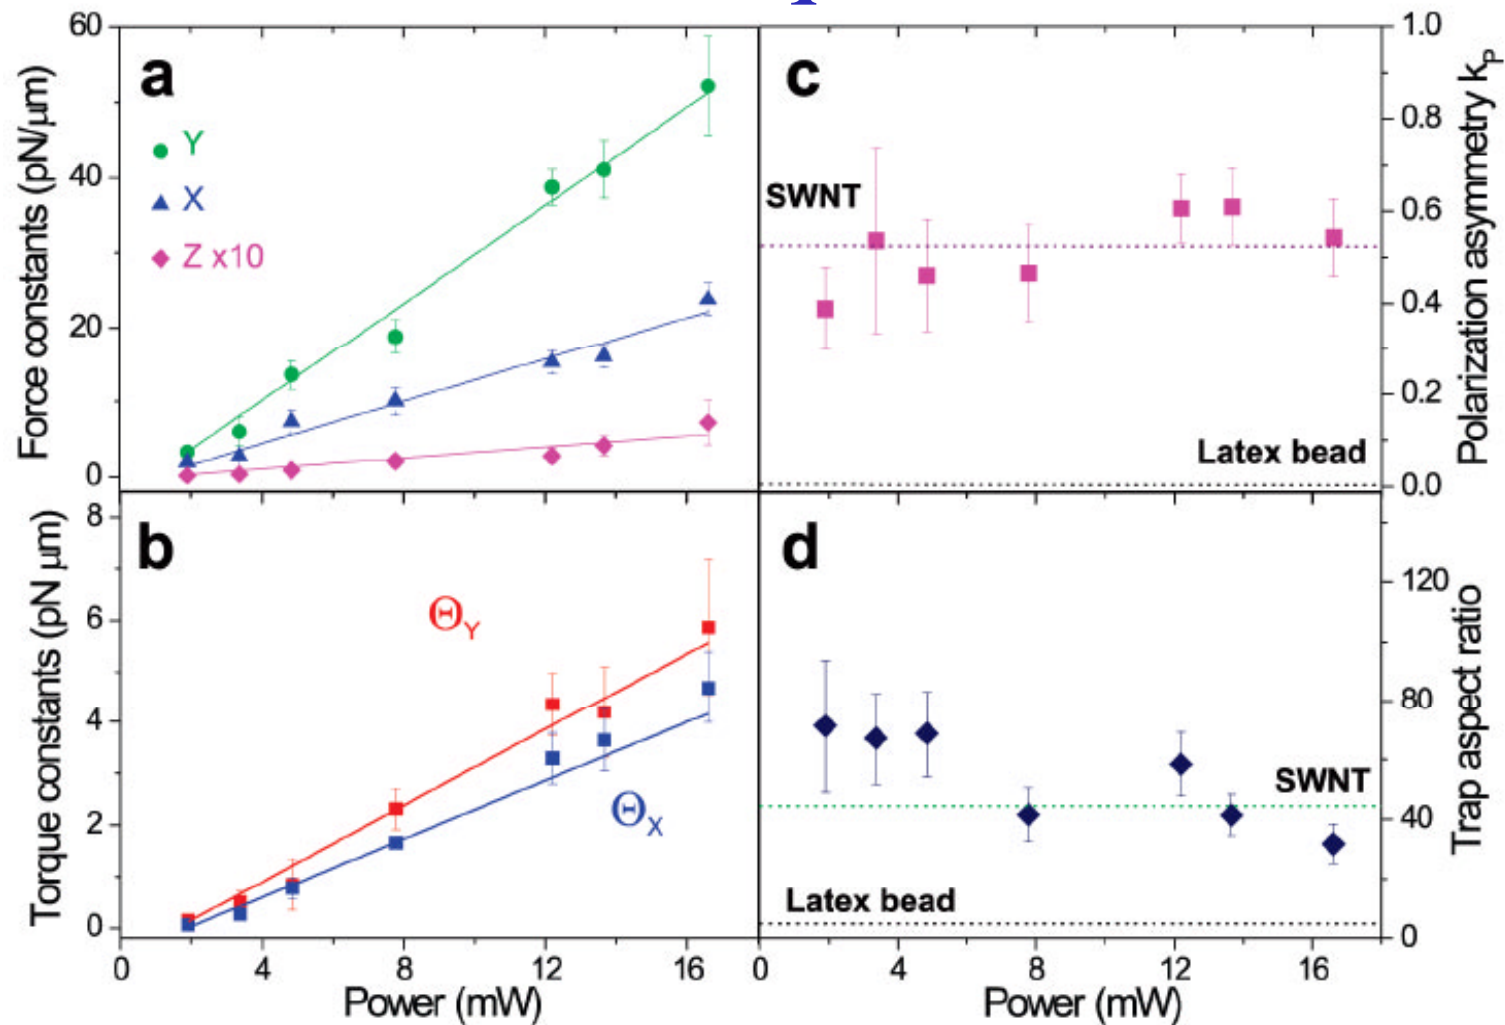 a
Y
X
Z x10
Force constants (pN/μm)
60
40
20
0
c
SWNT
Latex bead
Polarization asymmetry kP
1.0
0.8
0.6
0.4
0.2
0.0
b
ΘY
ΘX
Torque constants (pN μm)
8
6
4
2
0
0 4 8 12 16
Power (mW)
d
SWNT
Latex bead
Trap aspect ratio
120
80
40
0
0 4 8 12 16
Power (mW)